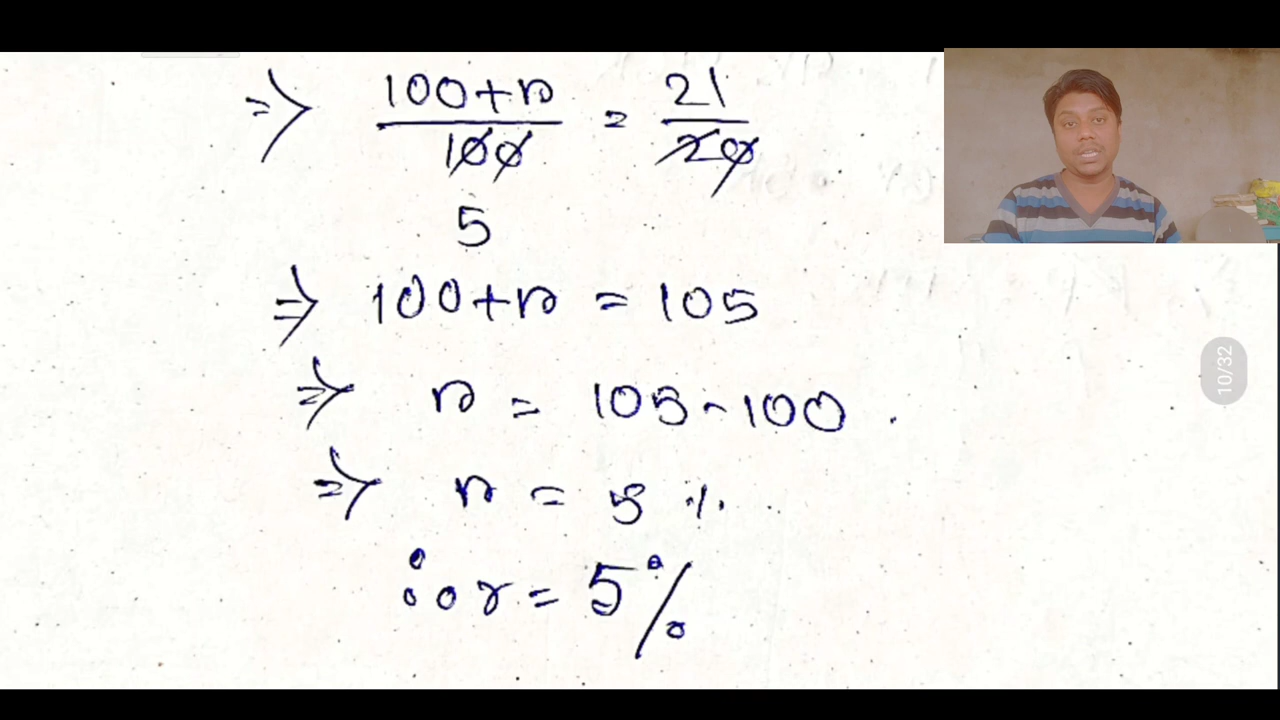 ⇒ (100+r)/100 = 21/20
5
⇒ 100+r = 105
⇒ r = 105-100
⇒ r = 5 %
∴ r = 5%
10/32